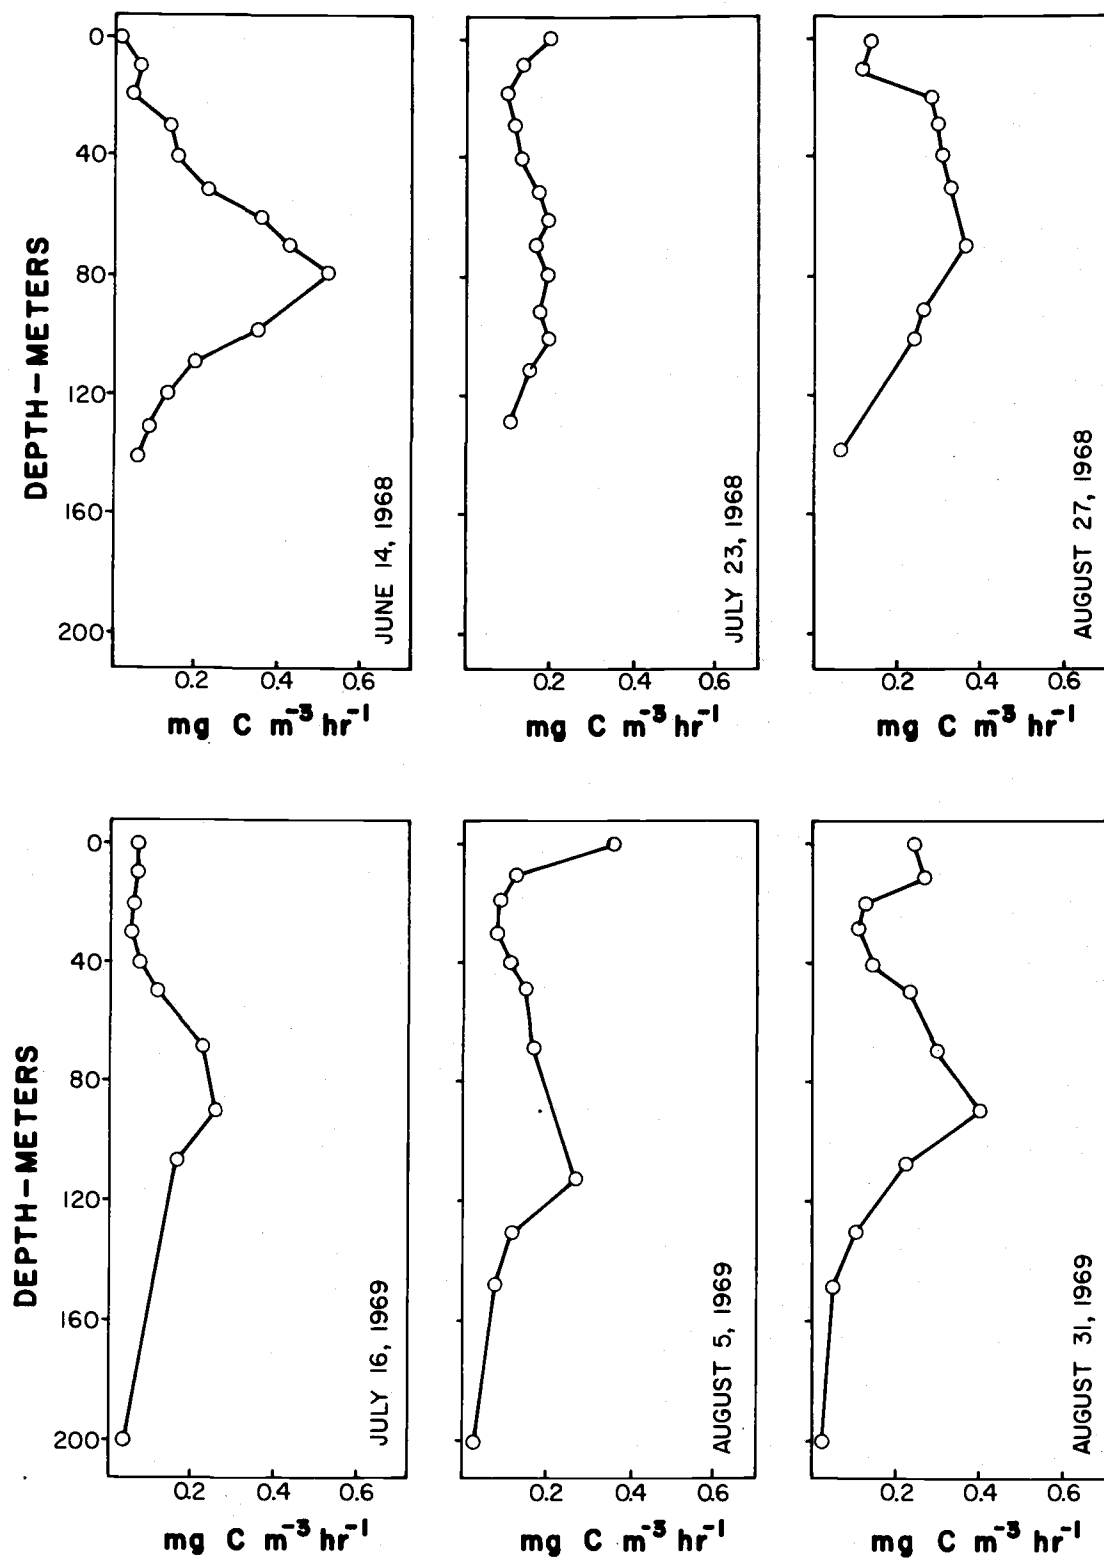 0
40
80
120
160
200
DEPTH—METERS
JUNE 14, 1968
0.2 0.4 0.6
mg C m⁻³ hr⁻¹
JULY 23, 1968
0.2 0.4 0.6
mg C m⁻³ hr⁻¹
AUGUST 27, 1968
0.2 0.4 0.6
mg C m⁻³ hr⁻¹
0
40
80
120
160
200
DEPTH—METERS
JULY 16, 1969
0.2 0.4 0.6
mg C m⁻³ hr⁻¹
AUGUST 5, 1969
0.2 0.4 0.6
mg C m⁻³ hr⁻¹
AUGUST 31, 1969
0.2 0.4 0.6
mg C m⁻³ hr⁻¹